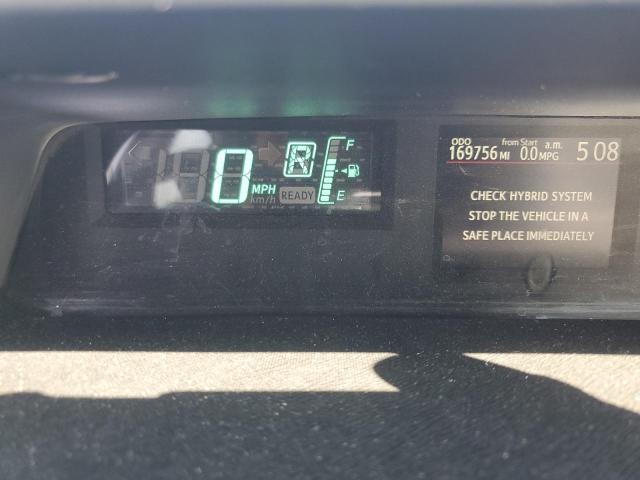 0 MPH
km/h
READY
R
F
E
ODO
169756 MI
from Start
0.0 MPG
a.m.
5 08
CHECK HYBRID SYSTEM
STOP THE VEHICLE IN A
SAFE PLACE IMMEDIATELY